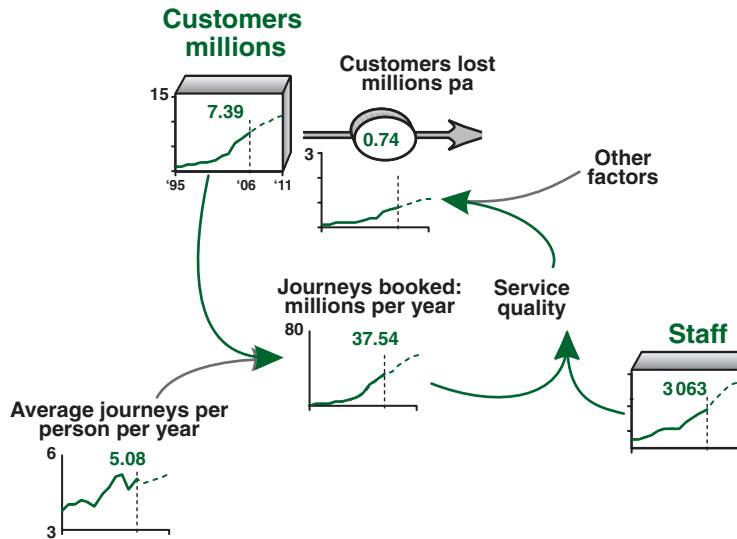 Customers
millions
15
7.39
'95
'06
'11
Customers lost
millions pa
0.74
3
Other
factors
Journeys booked:
millions per year
80
37.54
Service
quality
Staff
3 063
Average journeys per
person per year
6
5.08
3